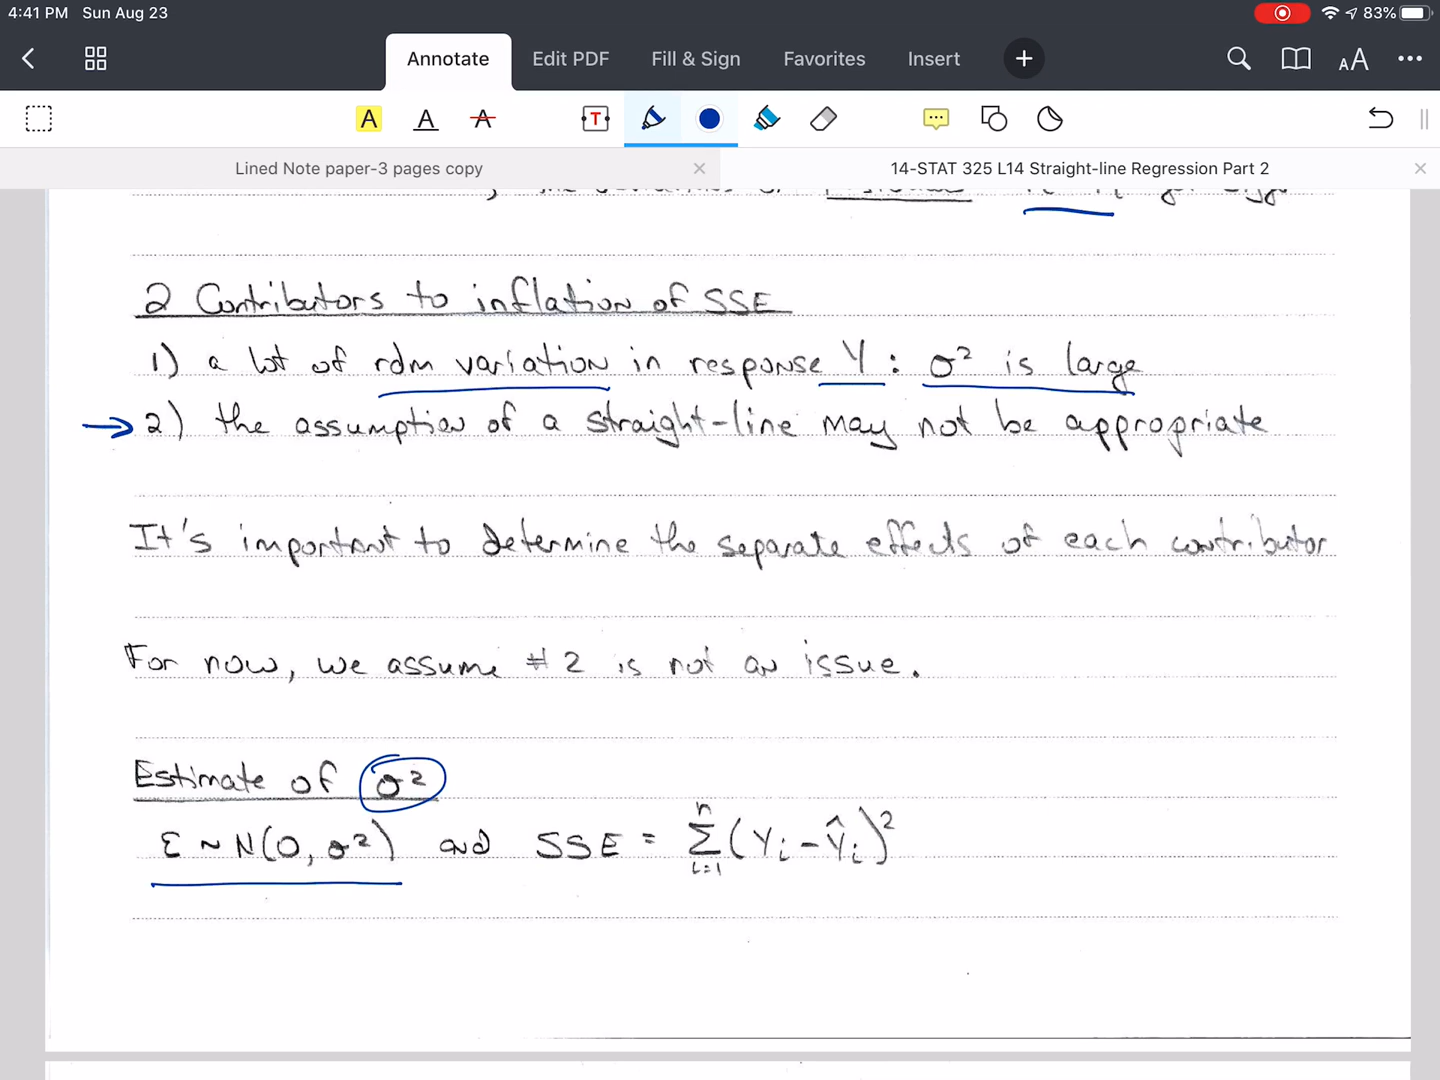 4:41 PM Sun Aug 23 83%
Annotate Edit PDF Fill & Sign Favorites Insert
A A A T AA
Lined Note paper-3 pages copy 14-STAT 325 L14 Straight-line Regression Part 2
2 Contributors to inflation of SSE
1) a lot of rdm variation in response Y : σ² is large
→ 2) the assumption of a straight-line may not be appropriate
It's important to determine the separate effects of each contributor
For now, we assume #2 is not an issue.
Estimate of σ²
ε ~ N(0, σ²) and SSE = Σᵢ₌₁ⁿ (Yᵢ - Ŷᵢ)²